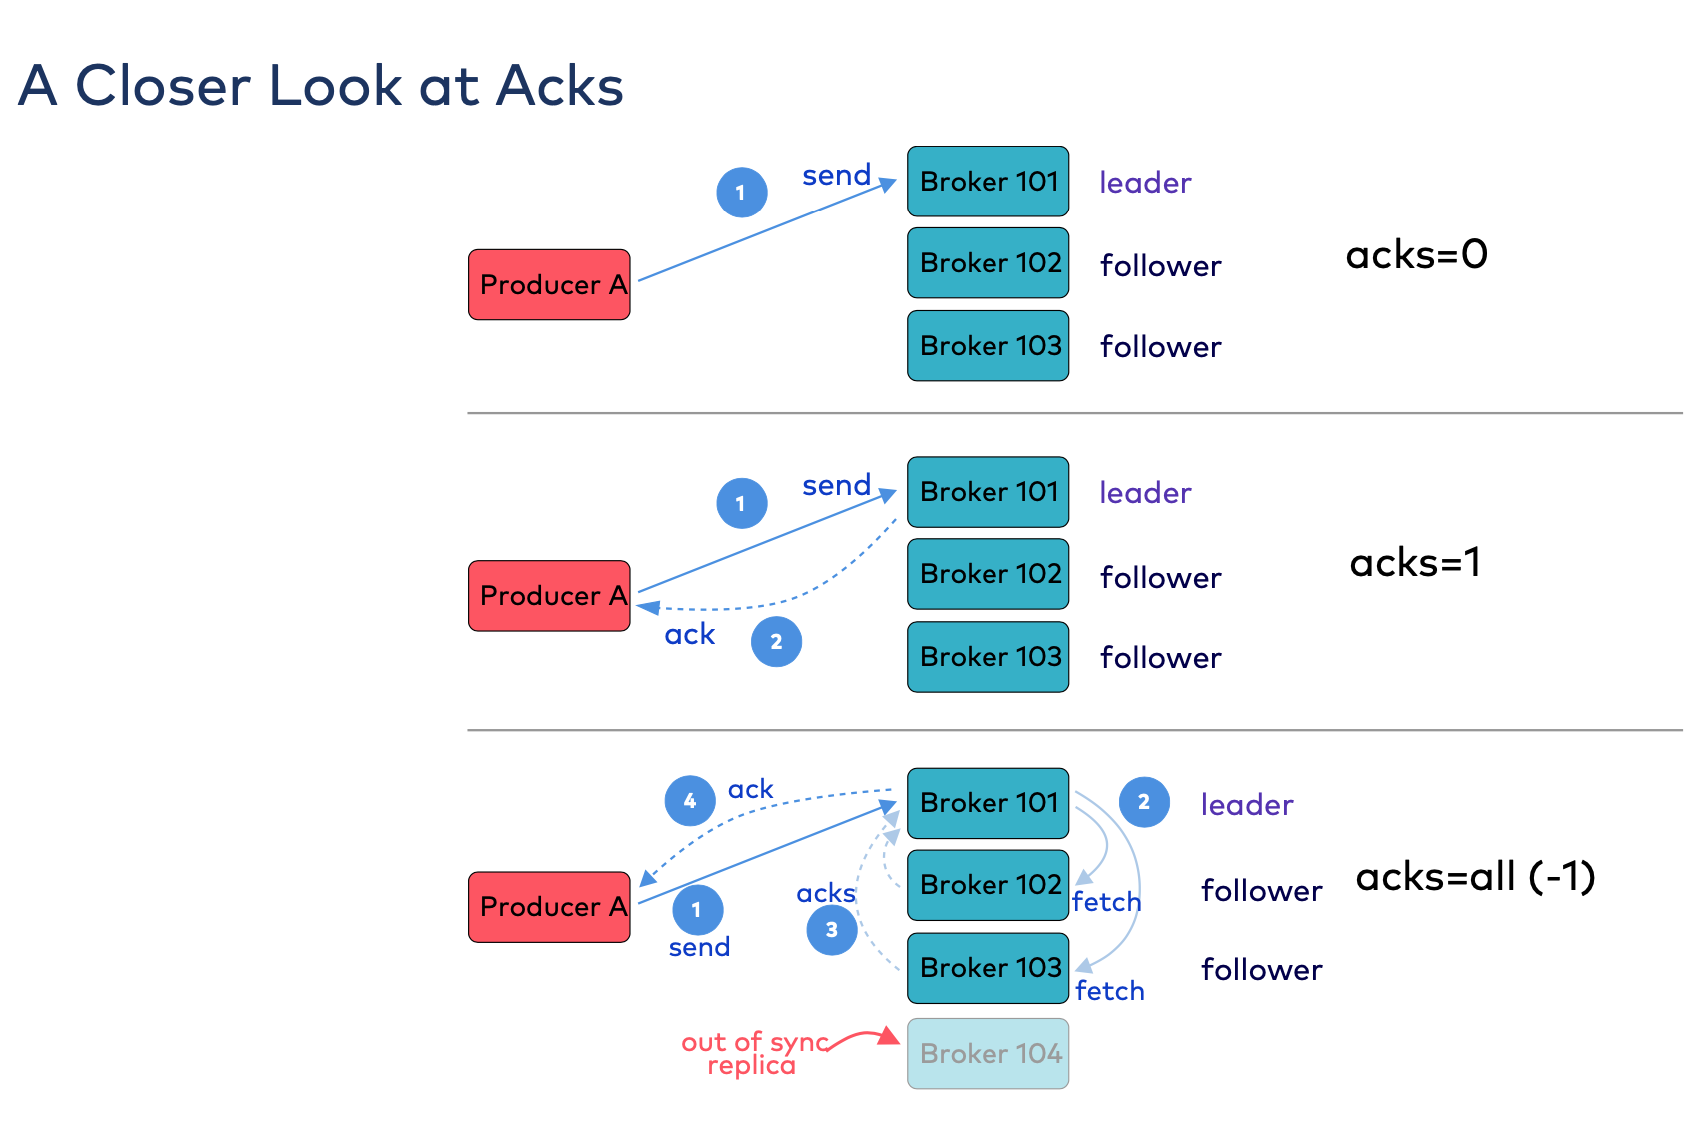 A Closer Look at Acks
1
send
Broker 101
leader
Producer A
Broker 102
follower
acks=0
Broker 103
follower
1
send
Broker 101
leader
Producer A
Broker 102
follower
acks=1
ack
2
Broker 103
follower
4
ack
Broker 101
2
leader
Producer A
1
send
acks
3
Broker 102
fetch
follower
acks=all (-1)
Broker 103
fetch
follower
out of sync
replica
Broker 104